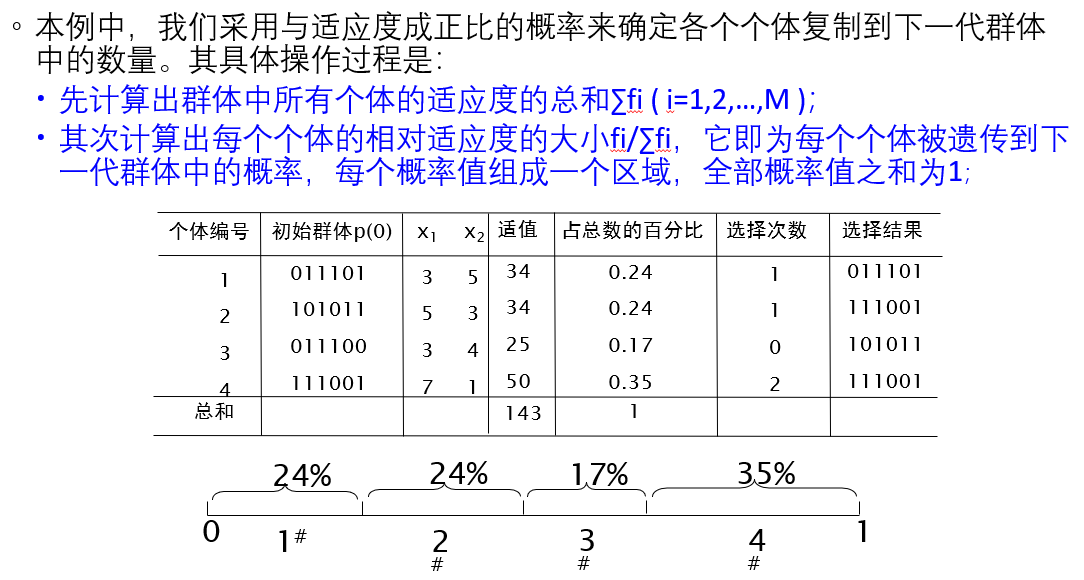 。本例中，我们采用与适应度成正比的概率来确定各个个体复制到下一代群体
中的数量。其具体操作过程是：
• 先计算出群体中所有个体的适应度的总和∑fi ( i=1,2,…,M )；
• 其次计算出每个个体的相对适应度的大小fi/∑fi，它即为每个个体被遗传到下
一代群体中的概率，每个概率值组成一个区域，全部概率值之和为1；
个体编号 初始群体p(0) x₁ x₂ 适值 占总数的百分比 选择次数 选择结果
1 011101 3 5 34 0.24 1 011101
2 101011 5 3 34 0.24 1 111001
3 011100 3 4 25 0.17 0 101011
4 111001 7 1 50 0.35 2 111001
总和 143 1
24% 24% 17% 35%
0 1# 2# 3# 4# 1